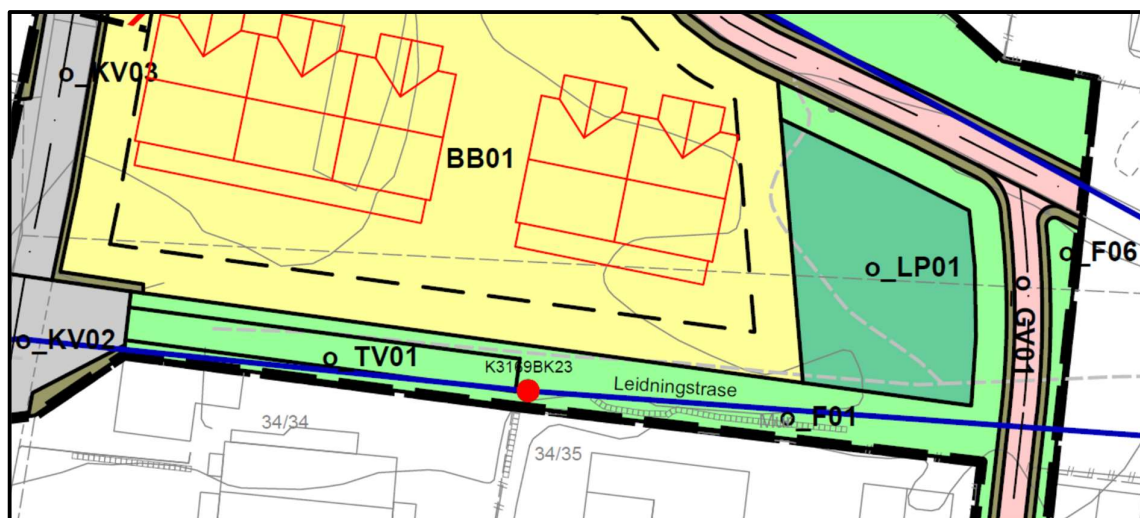 o_KV03
BB01
o_F06
o_LP01
o_GV01
o_KV02
o_TV01
K3169BK23
Leidningstrase
o_F01
34/34
34/35